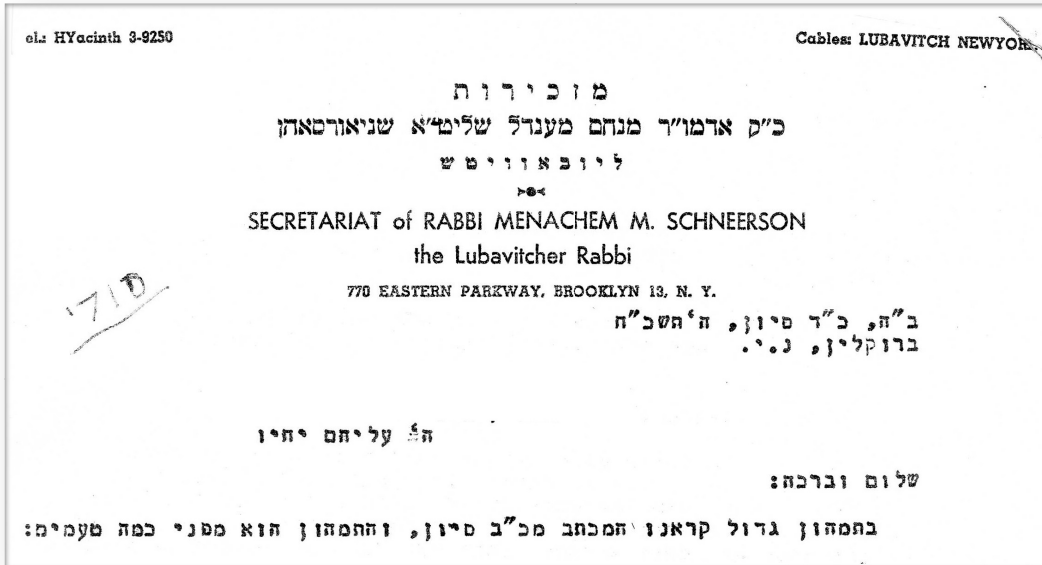 el.: HYacinth 3-9250
Cables: LUBAVITCH NEWYORK
מזכירות
כ״ק אדמו״ר מנחם מענדל שליט״א שניאורסאהן
ליובאוויטש
SECRETARIAT of RABBI MENACHEM M. SCHNEERSON
the Lubavitcher Rabbi
770 EASTERN PARKWAY, BROOKLYN 13, N. Y.
סודי
ב"ה, כ"ד סיון, ה'תשכ"ח
ברוקלין, נ.י.
ה' עליהם יחיו
שלום וברכה:
בתמהון גדול קראנו המכתב מכ"ב סיון, והתמהון הוא מפני כמה טעמים: